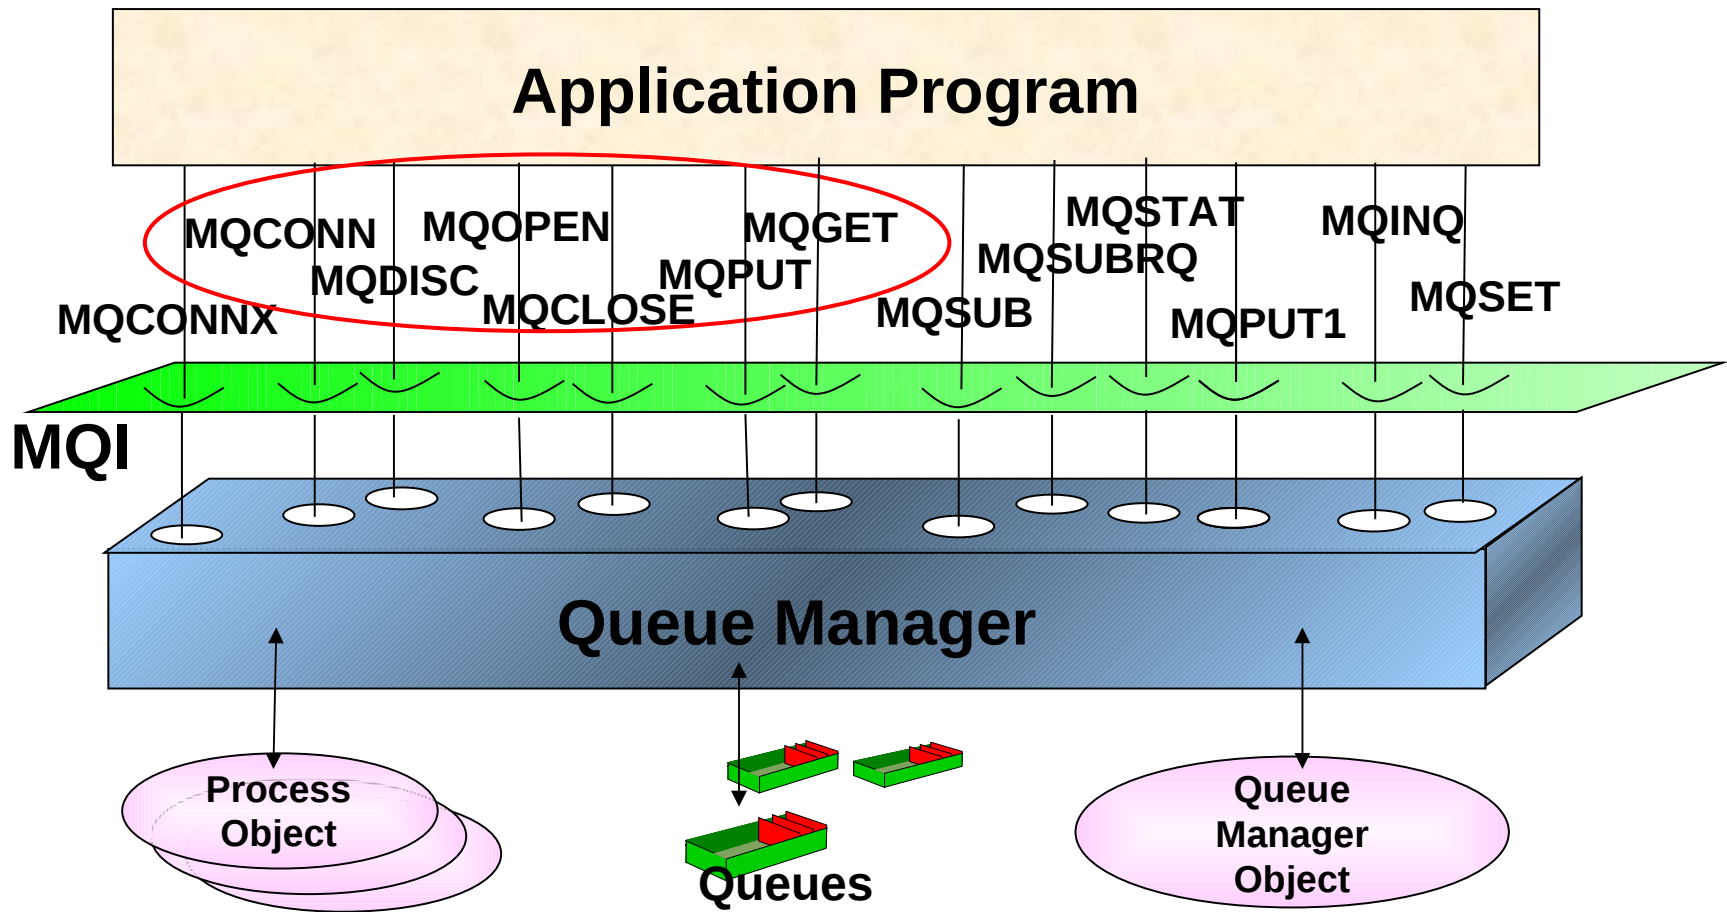 Application Program
MQCONN
MQOPEN
MQGET
MQSTAT
MQINQ
MQDISC
MQPUT
MQSUBRQ
MQCONNX
MQCLOSE
MQSUB
MQPUT1
MQSET
MQI
Queue Manager
Process
Object
Queues
Queue
Manager
Object